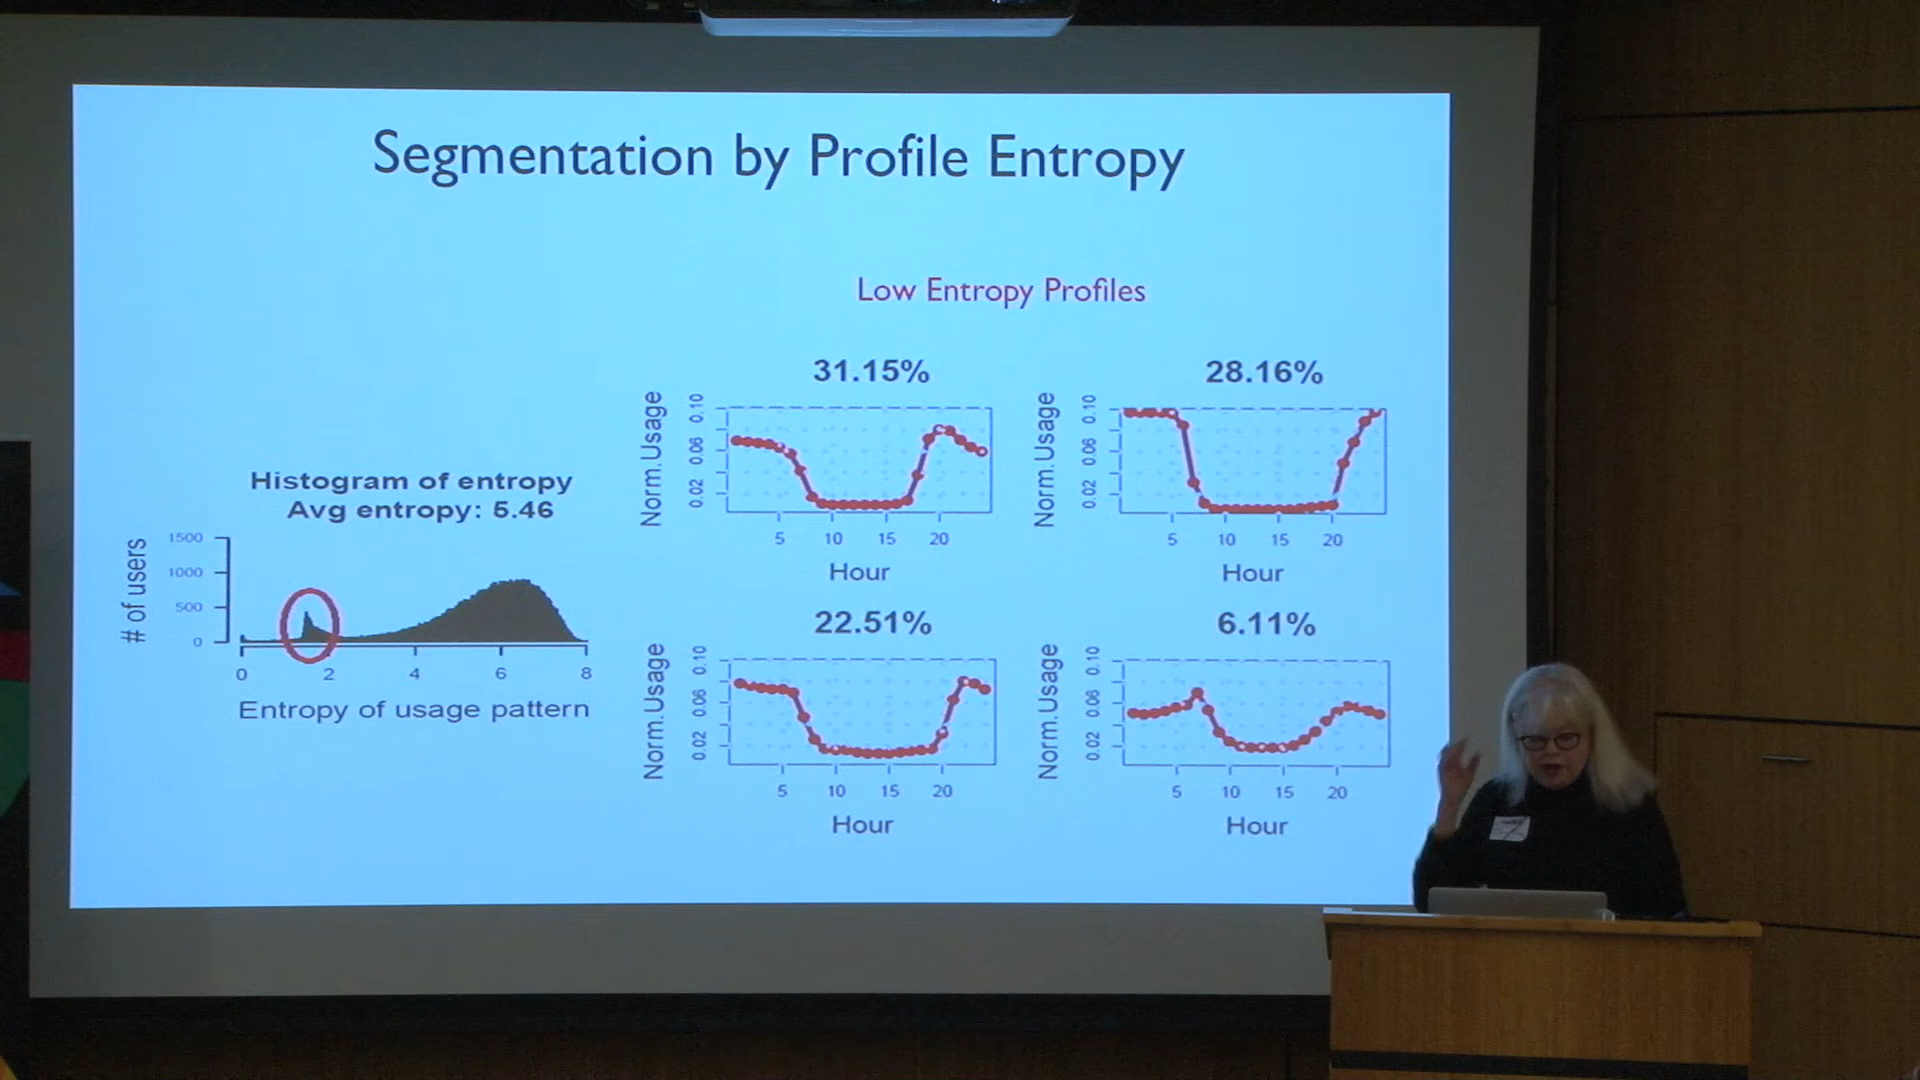 Segmentation by Profile Entropy
Low Entropy Profiles
Histogram of entropy
Avg entropy: 5.46
# of users
1500
1000
500
0
0 2 4 6 8
Entropy of usage pattern
31.15%
Norm.Usage
0.10
0.06
0.02
5 10 15 20
Hour
28.16%
Norm.Usage
0.10
0.06
0.02
5 10 15 20
Hour
22.51%
Norm.Usage
0.10
0.06
0.02
5 10 15 20
Hour
6.11%
Norm.Usage
0.10
0.06
0.02
5 10 15 20
Hour